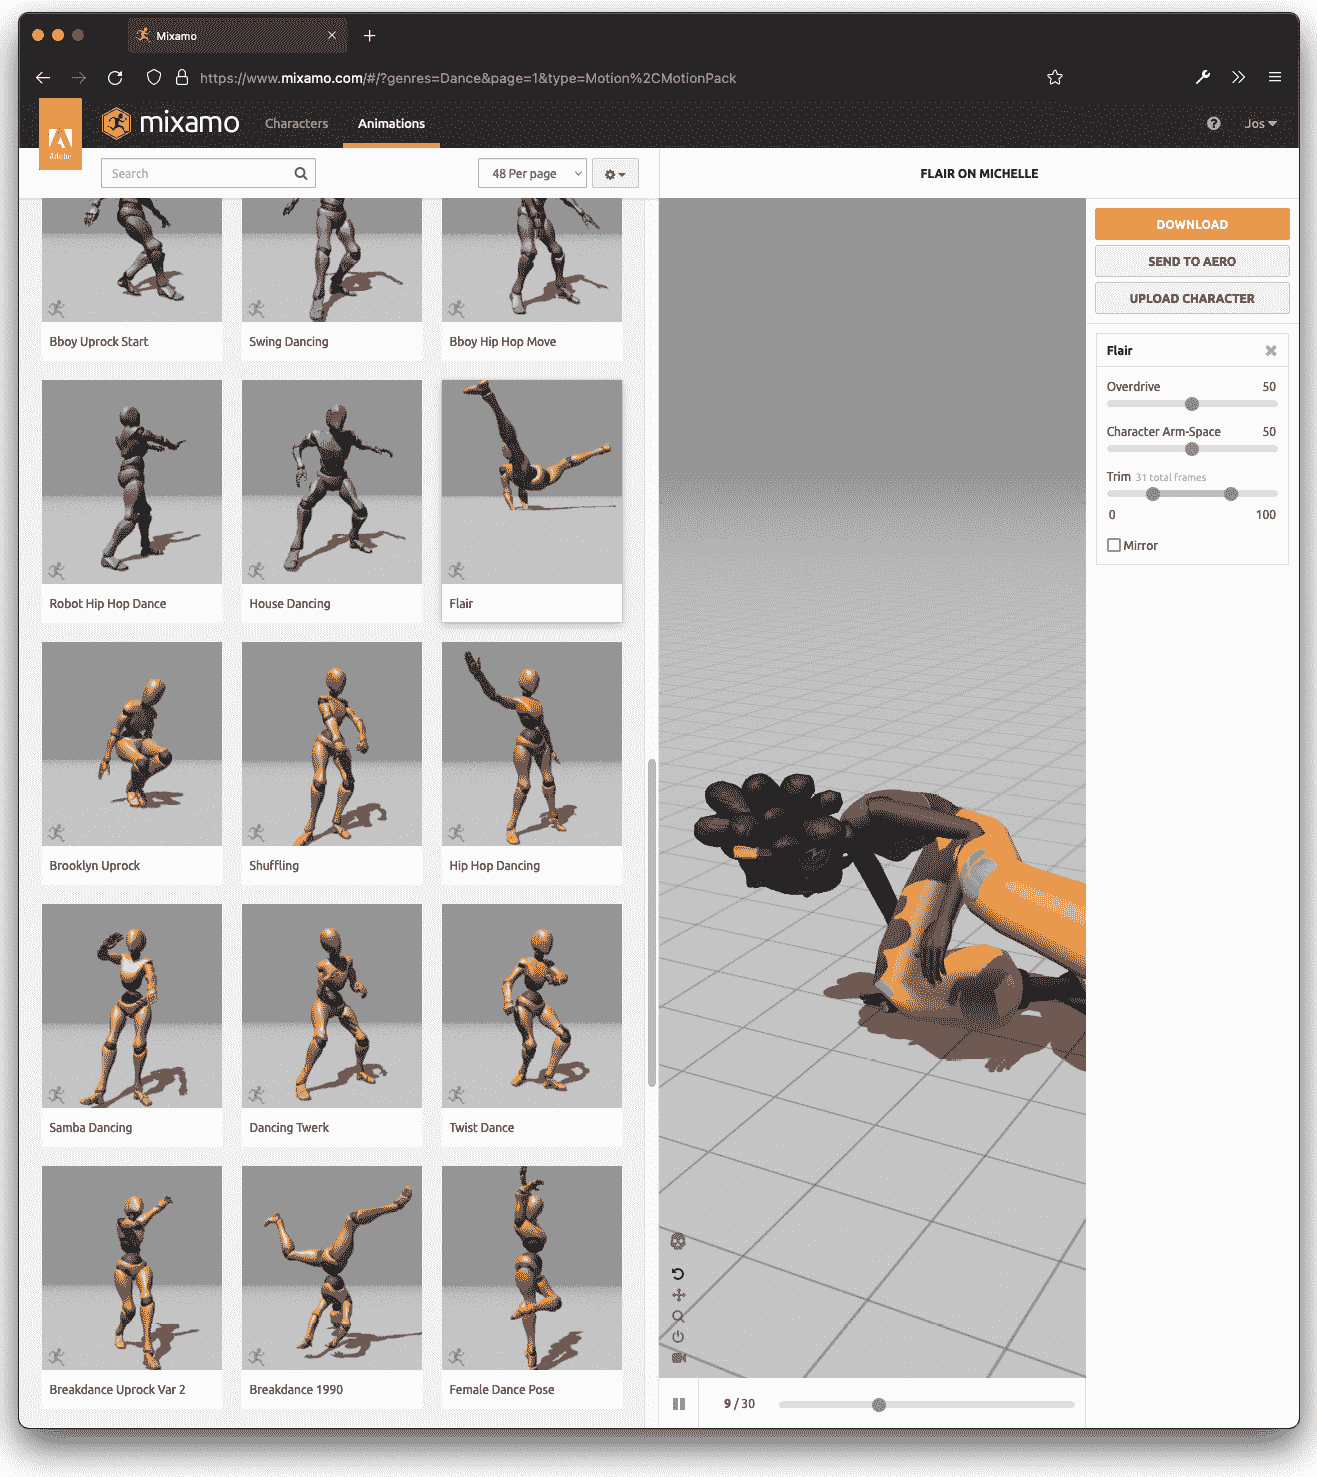 Mixamo
https://www.mixamo.com/#/?genres=Dance&page=1&type=Motion%2CMotionPack
Adobe
mixamo
Characters
Animations
Jos
Search
48 Per page
FLAIR ON MICHELLE
DOWNLOAD
SEND TO AERO
UPLOAD CHARACTER
Bboy Uprock Start
Swing Dancing
Bboy Hip Hop Move
Flair
Overdrive 50
Character Arm-Space 50
Trim 31 total frames
0 100
Mirror
Robot Hip Hop Dance
House Dancing
Flair
Brooklyn Uprock
Shuffling
Hip Hop Dancing
Samba Dancing
Dancing Twerk
Twist Dance
Breakdance Uprock Var 2
Breakdance 1990
Female Dance Pose
9 / 30